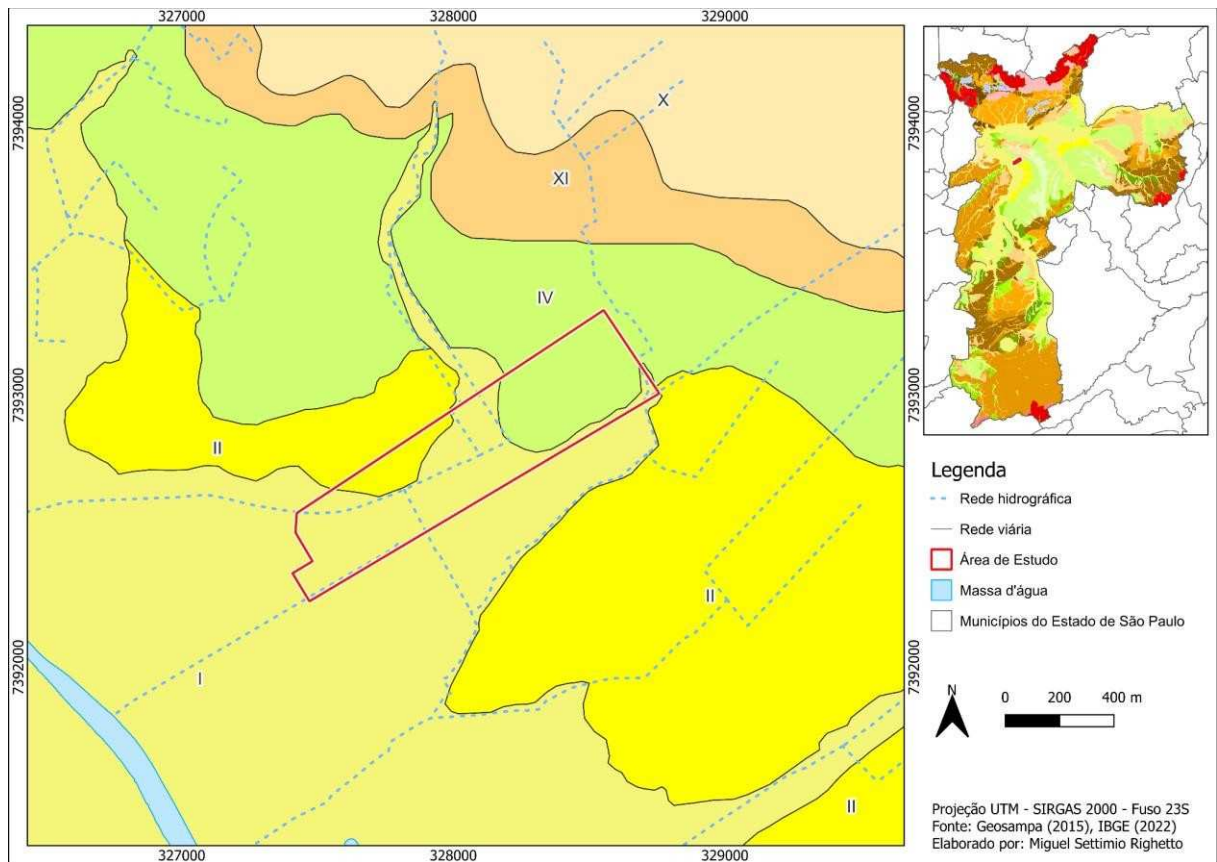 327000 328000 329000
7394000 7394000
X
XI
IV
7393000 7393000
II
II
I
7392000 7392000
II
327000 328000 329000
Legenda
Rede hidrográfica
Rede viária
Área de Estudo
Massa d'água
Municípios do Estado de São Paulo
N
0 200 400 m
Projeção UTM - SIRGAS 2000 - Fuso 23S
Fonte: Geosampa (2015), IBGE (2022)
Elaborado por: Miguel Settimio Righetto